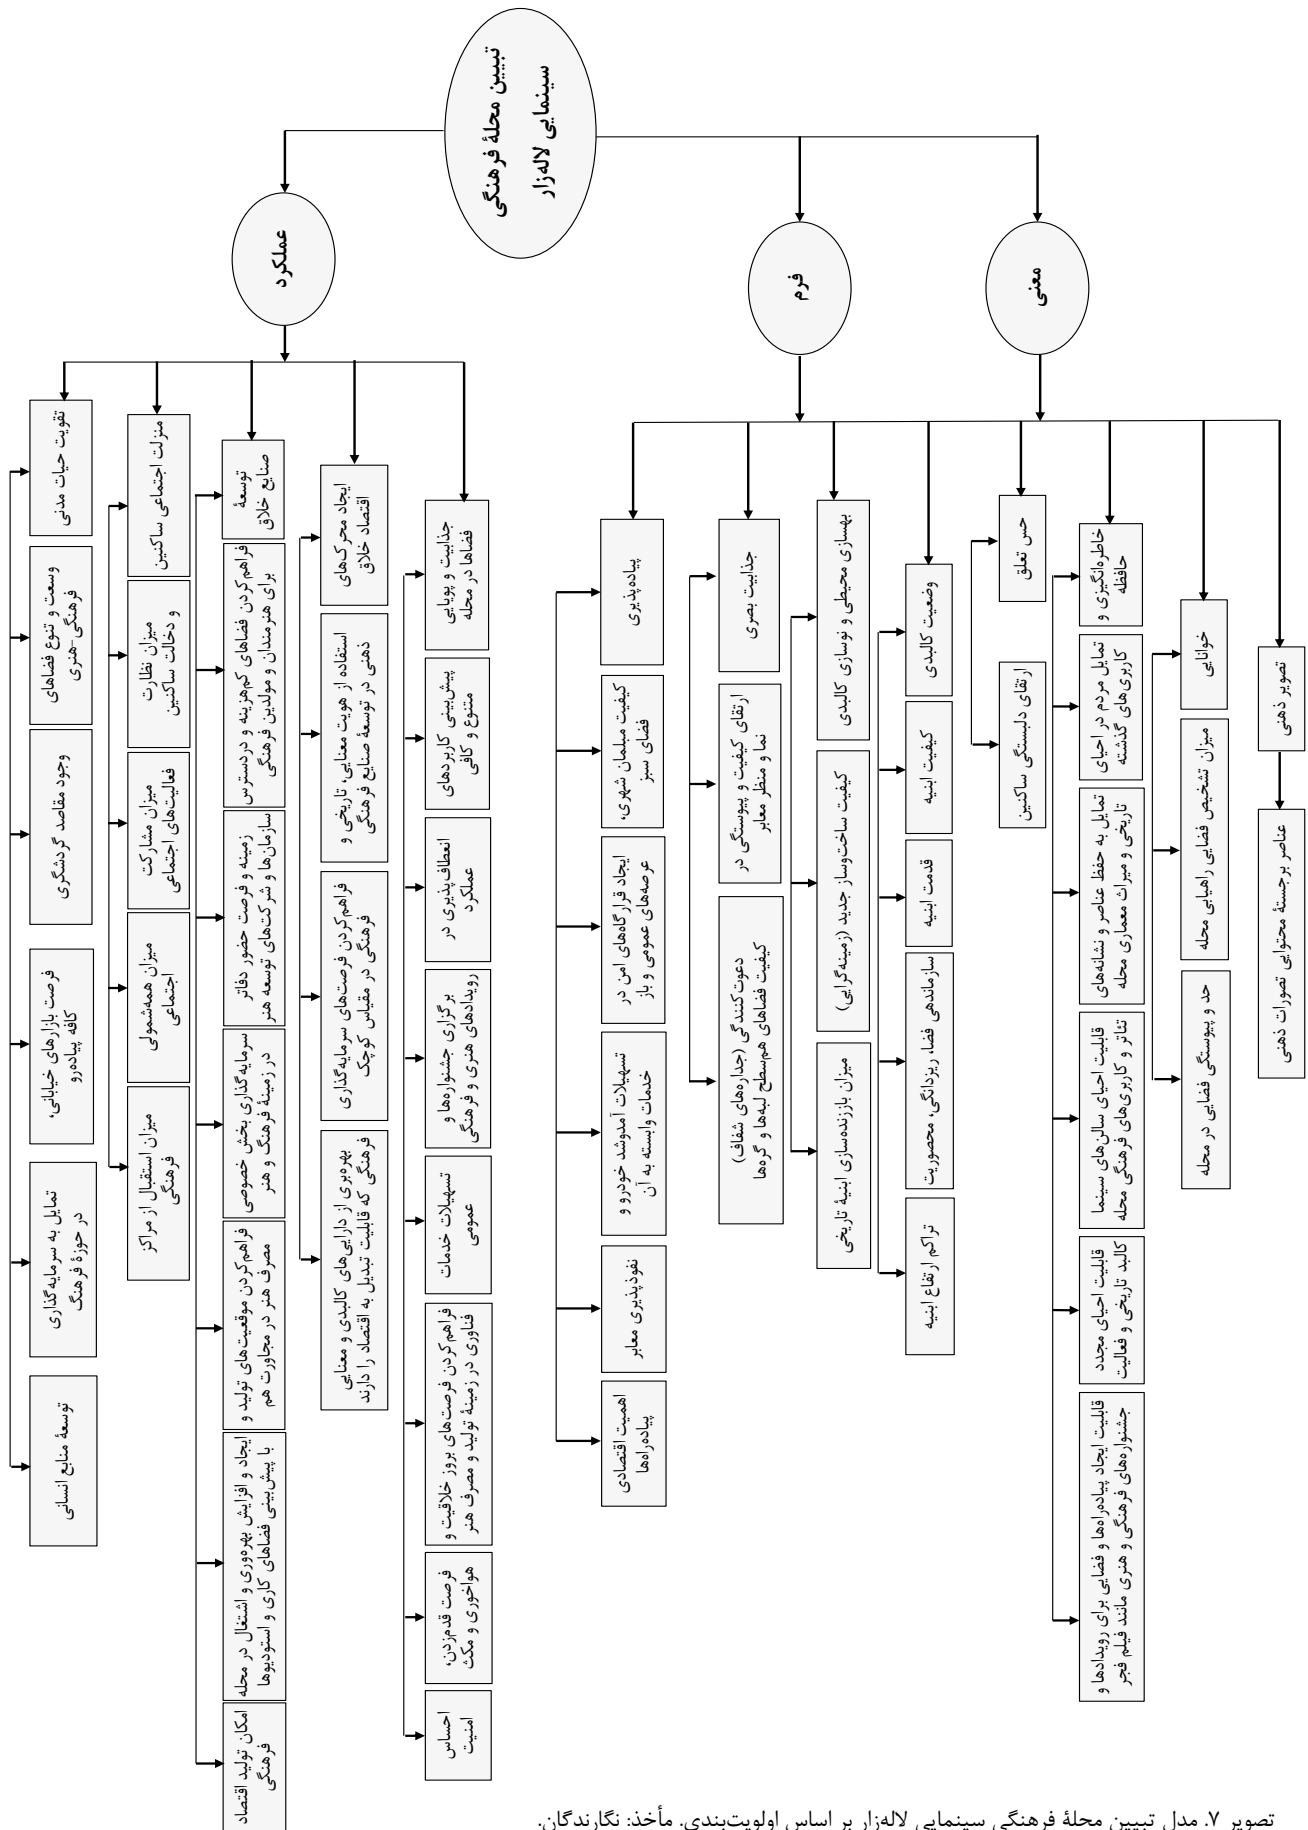 تبیین محلهٔ فرهنگی
سینمایی لاله‌زار
معنی
فرم
عملکرد
تصویر ذهنی
عناصر برجستهٔ محتوایی تصورات ذهنی
خوانایی
میزان تشخیص فضایی راهیابی محله
حد و پیوستگی فضایی در محله
خاطره‌انگیزی و
حافظه
تمایل مردم در احیای
کاربری‌های گذشته
تمایل به حفظ عناصر و نشانه‌های
تاریخی و میراث معماری محله
قابلیت احیای سالن‌های سینما
تئاتر و کاربری‌های فرهنگی محله
قابلیت احیای مجدد
کالبد تاریخی و فعالیت
قابلیت ایجاد پیاده‌راه‌ها و فضایی برای رویدادها و
جشنواره‌های فرهنگی و هنری مانند فیلم فجر
حس تعلق
ارتقای دلبستگی ساکنین
وضعیت کالبدی
کیفیت ابنیه
قدمت ابنیه
سازماندهی فضا، ریزدانگی، محصوریت
تراکم ارتفاع ابنیه
بهسازی محیطی و نوسازی کالبدی
کیفیت ساخت‌وساز جدید (زمینه‌گرایی)
میزان باززنده‌سازی ابنیهٔ تاریخی
جذابیت بصری
ارتقای کیفیت و پیوستگی در
نما و منظر معابر
دعوت‌کنندگی (جداره‌های شفاف)
کیفیت فضاهای هم‌سطح لبه‌ها و گره‌ها
پیاده‌پذیری
کیفیت مبلمان شهری،
فضای سبز
ایجاد قرارگاه‌های امن در
عرصه‌های عمومی و باز
تسهیلات آمدوشد خودرو و
خدمات وابسته به آن
نفوذپذیری معابر
اهمیت اقتصادی
پیاده‌راه‌ها
جذابیت و پویایی
فضاها در محله
پیش‌بینی کاربردهای
متنوع و کافی
انعطاف‌پذیری در
عملکرد
برگزاری جشنواره‌ها و
رویدادهای هنری و فرهنگی
تسهیلات خدمات
عمومی
فراهم‌کردن فرصت‌های بروز خلاقیت و
فناوری در زمینهٔ تولید و مصرف هنر
فرصت قدم‌زدن،
هواخوری و مکث
احساس
امنیت
ایجاد محرک‌های
اقتصاد خلاق
استفاده از هویت معنایی، تاریخی و
ذهنی در توسعهٔ صنایع فرهنگی
فراهم‌کردن فرصت‌های سرمایه‌گذاری
فرهنگی در مقیاس کوچک
بهره‌بری از دارایی‌های کالبدی و معنایی
فرهنگی که قابلیت تبدیل به اقتصاد را دارند
توسعهٔ
صنایع خلاق
فراهم‌کردن فضاهای کم‌هزینه و دردسترس
برای هنرمندان و مولدین فرهنگی
زمینه و فرصت حضور دفاتر
سازمان‌ها و شرکت‌های توسعه هنر
سرمایه‌گذاری بخش خصوصی
در زمینهٔ فرهنگ و هنر
فراهم‌کردن موقعیت‌های تولید و
مصرف هنر در مجاورت هم
ایجاد و افزایش بهره‌وری و اشتغال در محله
با پیش‌بینی فضاهای کاری و استودیوها
امکان تولید اقتصاد
فرهنگی
منزلت اجتماعی ساکنین
میزان نظارت
و دخالت ساکنین
میزان مشارکت
فعالیت‌های اجتماعی
میزان همه‌شمولی
اجتماعی
میزان استقبال از مراکز
فرهنگی
تقویت حیات مدنی
وسعت و تنوع فضاهای
فرهنگی-هنری
وجود مقاصد گردشگری
فرصت بازارهای خیابانی،
کافه پیاده‌رو
تمایل به سرمایه‌گذاری
در حوزهٔ فرهنگ
توسعهٔ منابع انسانی
تصویر ۷. مدل تبیین محلهٔ فرهنگی سینمایی لاله‌زار بر اساس اولویت‌بندی. مأخذ: نگارندگان.